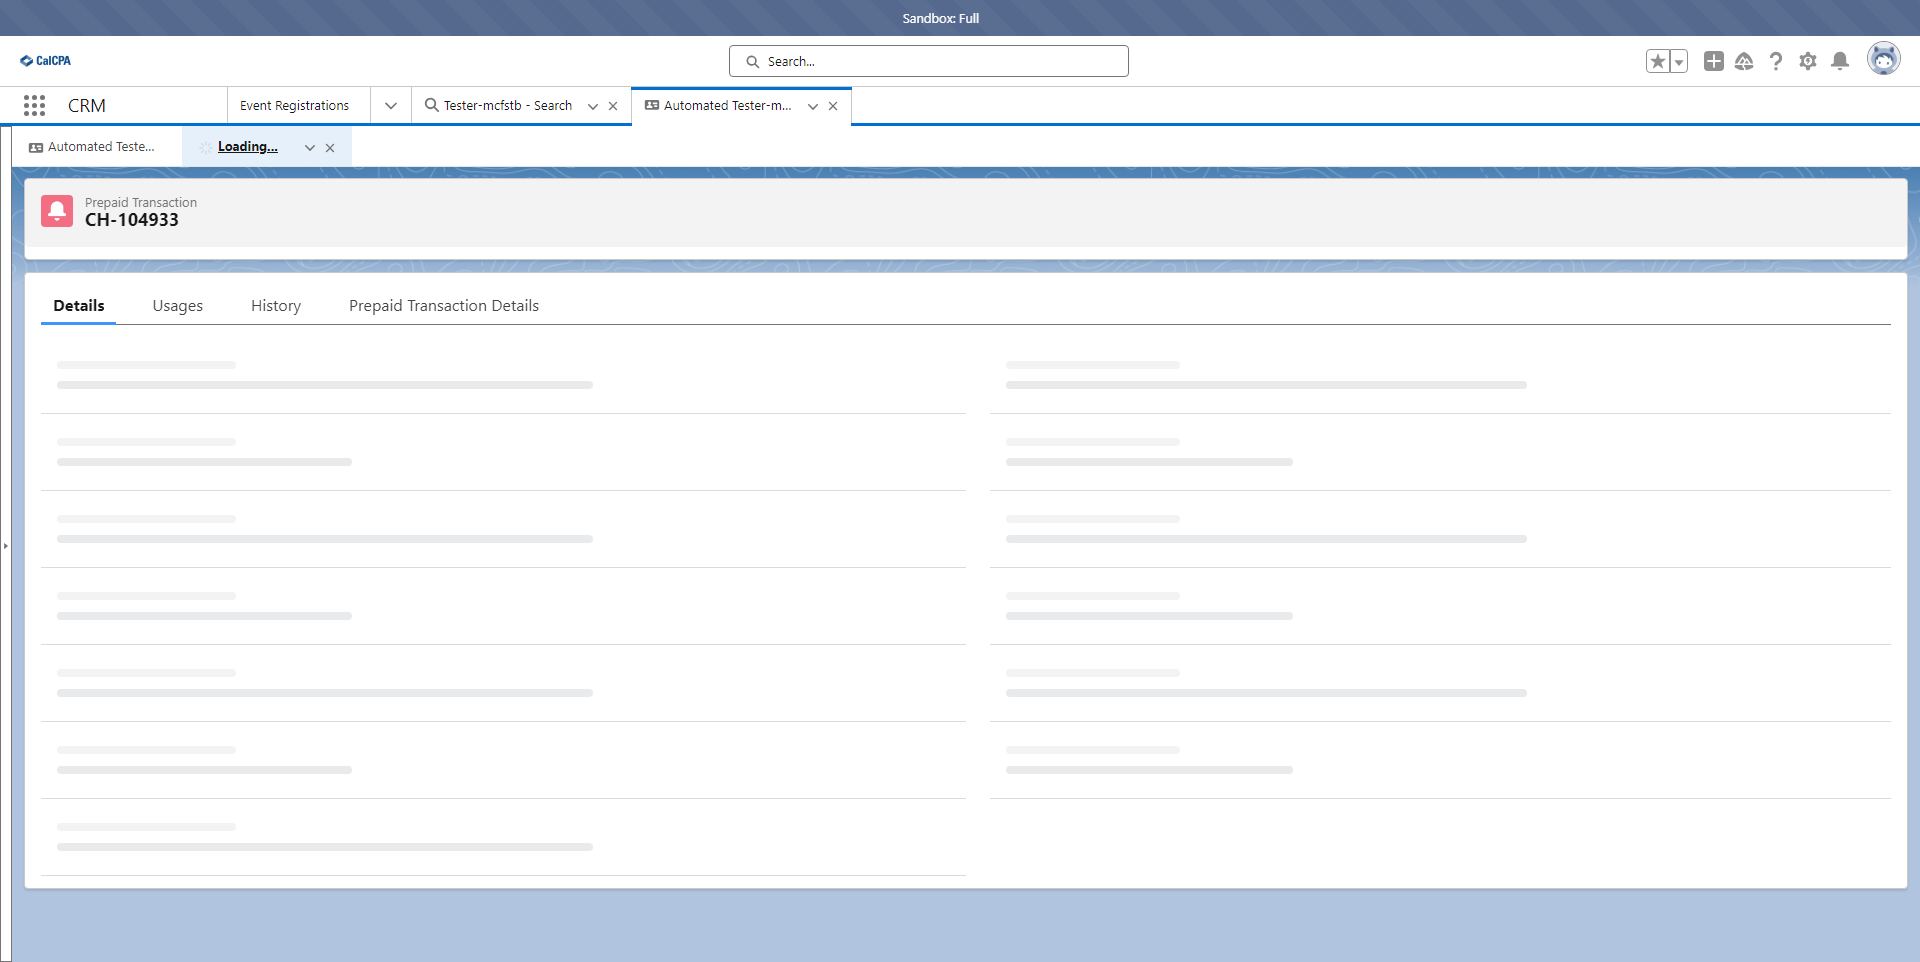 Sandbox: Full
CalCPA
Search...
CRM
Event Registrations
Tester-mcfstb - Search
Automated Tester-m...
Automated Teste...
Loading...
Prepaid Transaction
CH-104933
Details
Usages
History
Prepaid Transaction Details